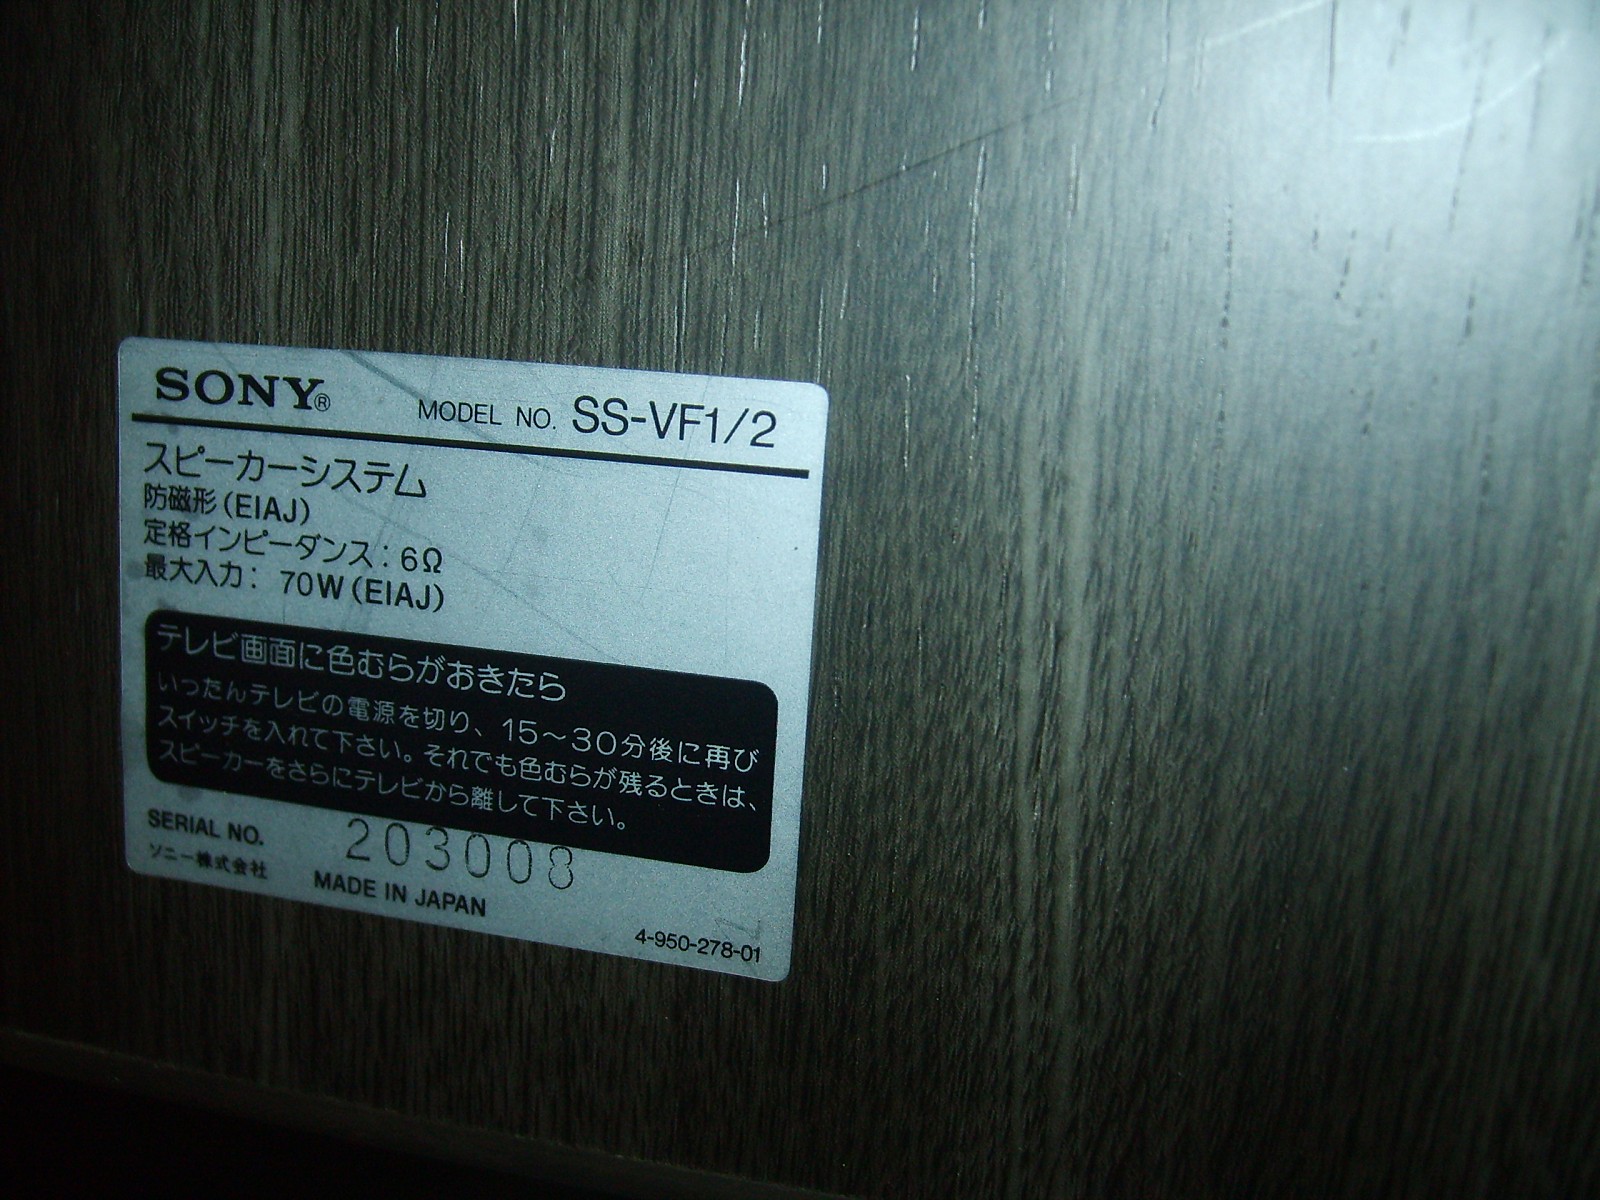 SONY® MODEL NO. SS-VF1/2
スピーカーシステム
防磁形(EIAJ)
定格インピーダンス: 6Ω
最大入力: 70W(EIAJ)
テレビ画面に色むらがおきたら
いったんテレビの電源を切り、15～30分後に再び
スイッチを入れて下さい。それでも色むらが残るときは、
スピーカーをさらにテレビから離して下さい。
SERIAL NO. 203008
ソニー株式会社 MADE IN JAPAN
4-950-278-01